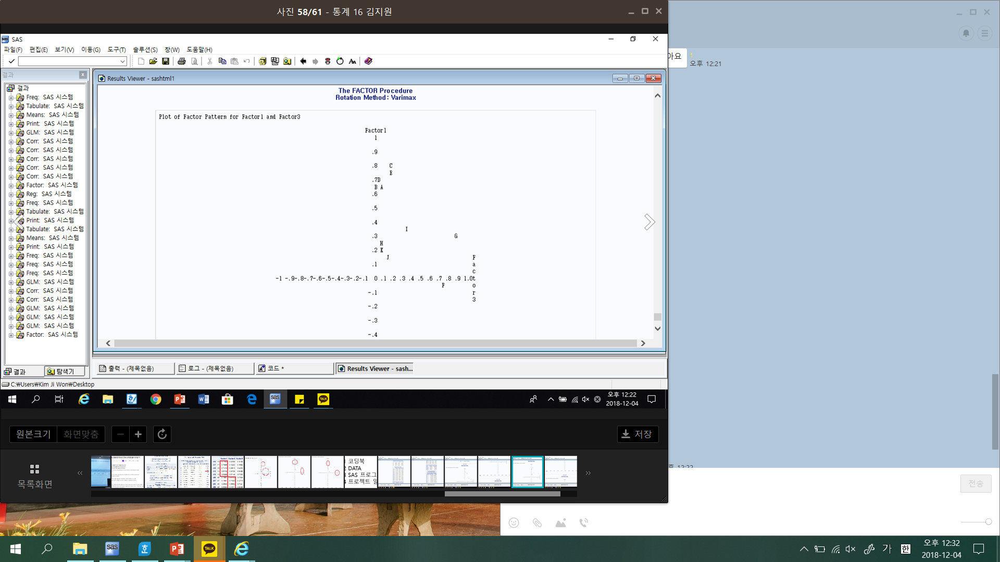 사진 58/61 - 통계 16 김지원
SAS
파일(F) 편집(E) 보기(V) 이동(G) 도구(T) 솔루션(S) 창(W) 도움말(H)
결과
결과
Freq: SAS 시스템
Tabulate: SAS 시스템
Means: SAS 시스템
Print: SAS 시스템
GLM: SAS 시스템
Corr: SAS 시스템
Corr: SAS 시스템
Corr: SAS 시스템
Corr: SAS 시스템
Corr: SAS 시스템
Factor: SAS 시스템
Reg: SAS 시스템
Freq: SAS 시스템
Tabulate: SAS 시스템
Print: SAS 시스템
Tabulate: SAS 시스템
Means: SAS 시스템
Print: SAS 시스템
Freq: SAS 시스템
Freq: SAS 시스템
Freq: SAS 시스템
GLM: SAS 시스템
Corr: SAS 시스템
Corr: SAS 시스템
GLM: SAS 시스템
GLM: SAS 시스템
GLM: SAS 시스템
Factor: SAS 시스템
결과 탐색기
Results Viewer - sashtml1
The FACTOR Procedure
Rotation Method: Varimax
Plot of Factor Pattern for Factor1 and Factor3
Factor1
1
.9
.8 C
E
.7D
B A
.6
.5
.4
I
.3 G
H
.2 K
J F
.1 a
c
-1 -.9-.8-.7-.6-.5-.4-.3-.2-.1 0 .1 .2 .3 .4 .5 .6 .7 .8 .9 1.0t
F o
-.1 r
3
-.2
-.3
-.4
출력 - (제목없음) 로그 - (제목없음) 코드 * Results Viewer - sash...
C:₩Users₩Kim Ji Won₩Desktop
오후 12:22
2018-12-04
원본크기 화면맞춤 저장
목록화면
코딩북
DATA
SAS 프로그
프로젝트 일
아요 1
오후 12:21
12:22
전송
TALK
가 한
오후 12:32
2018-12-04